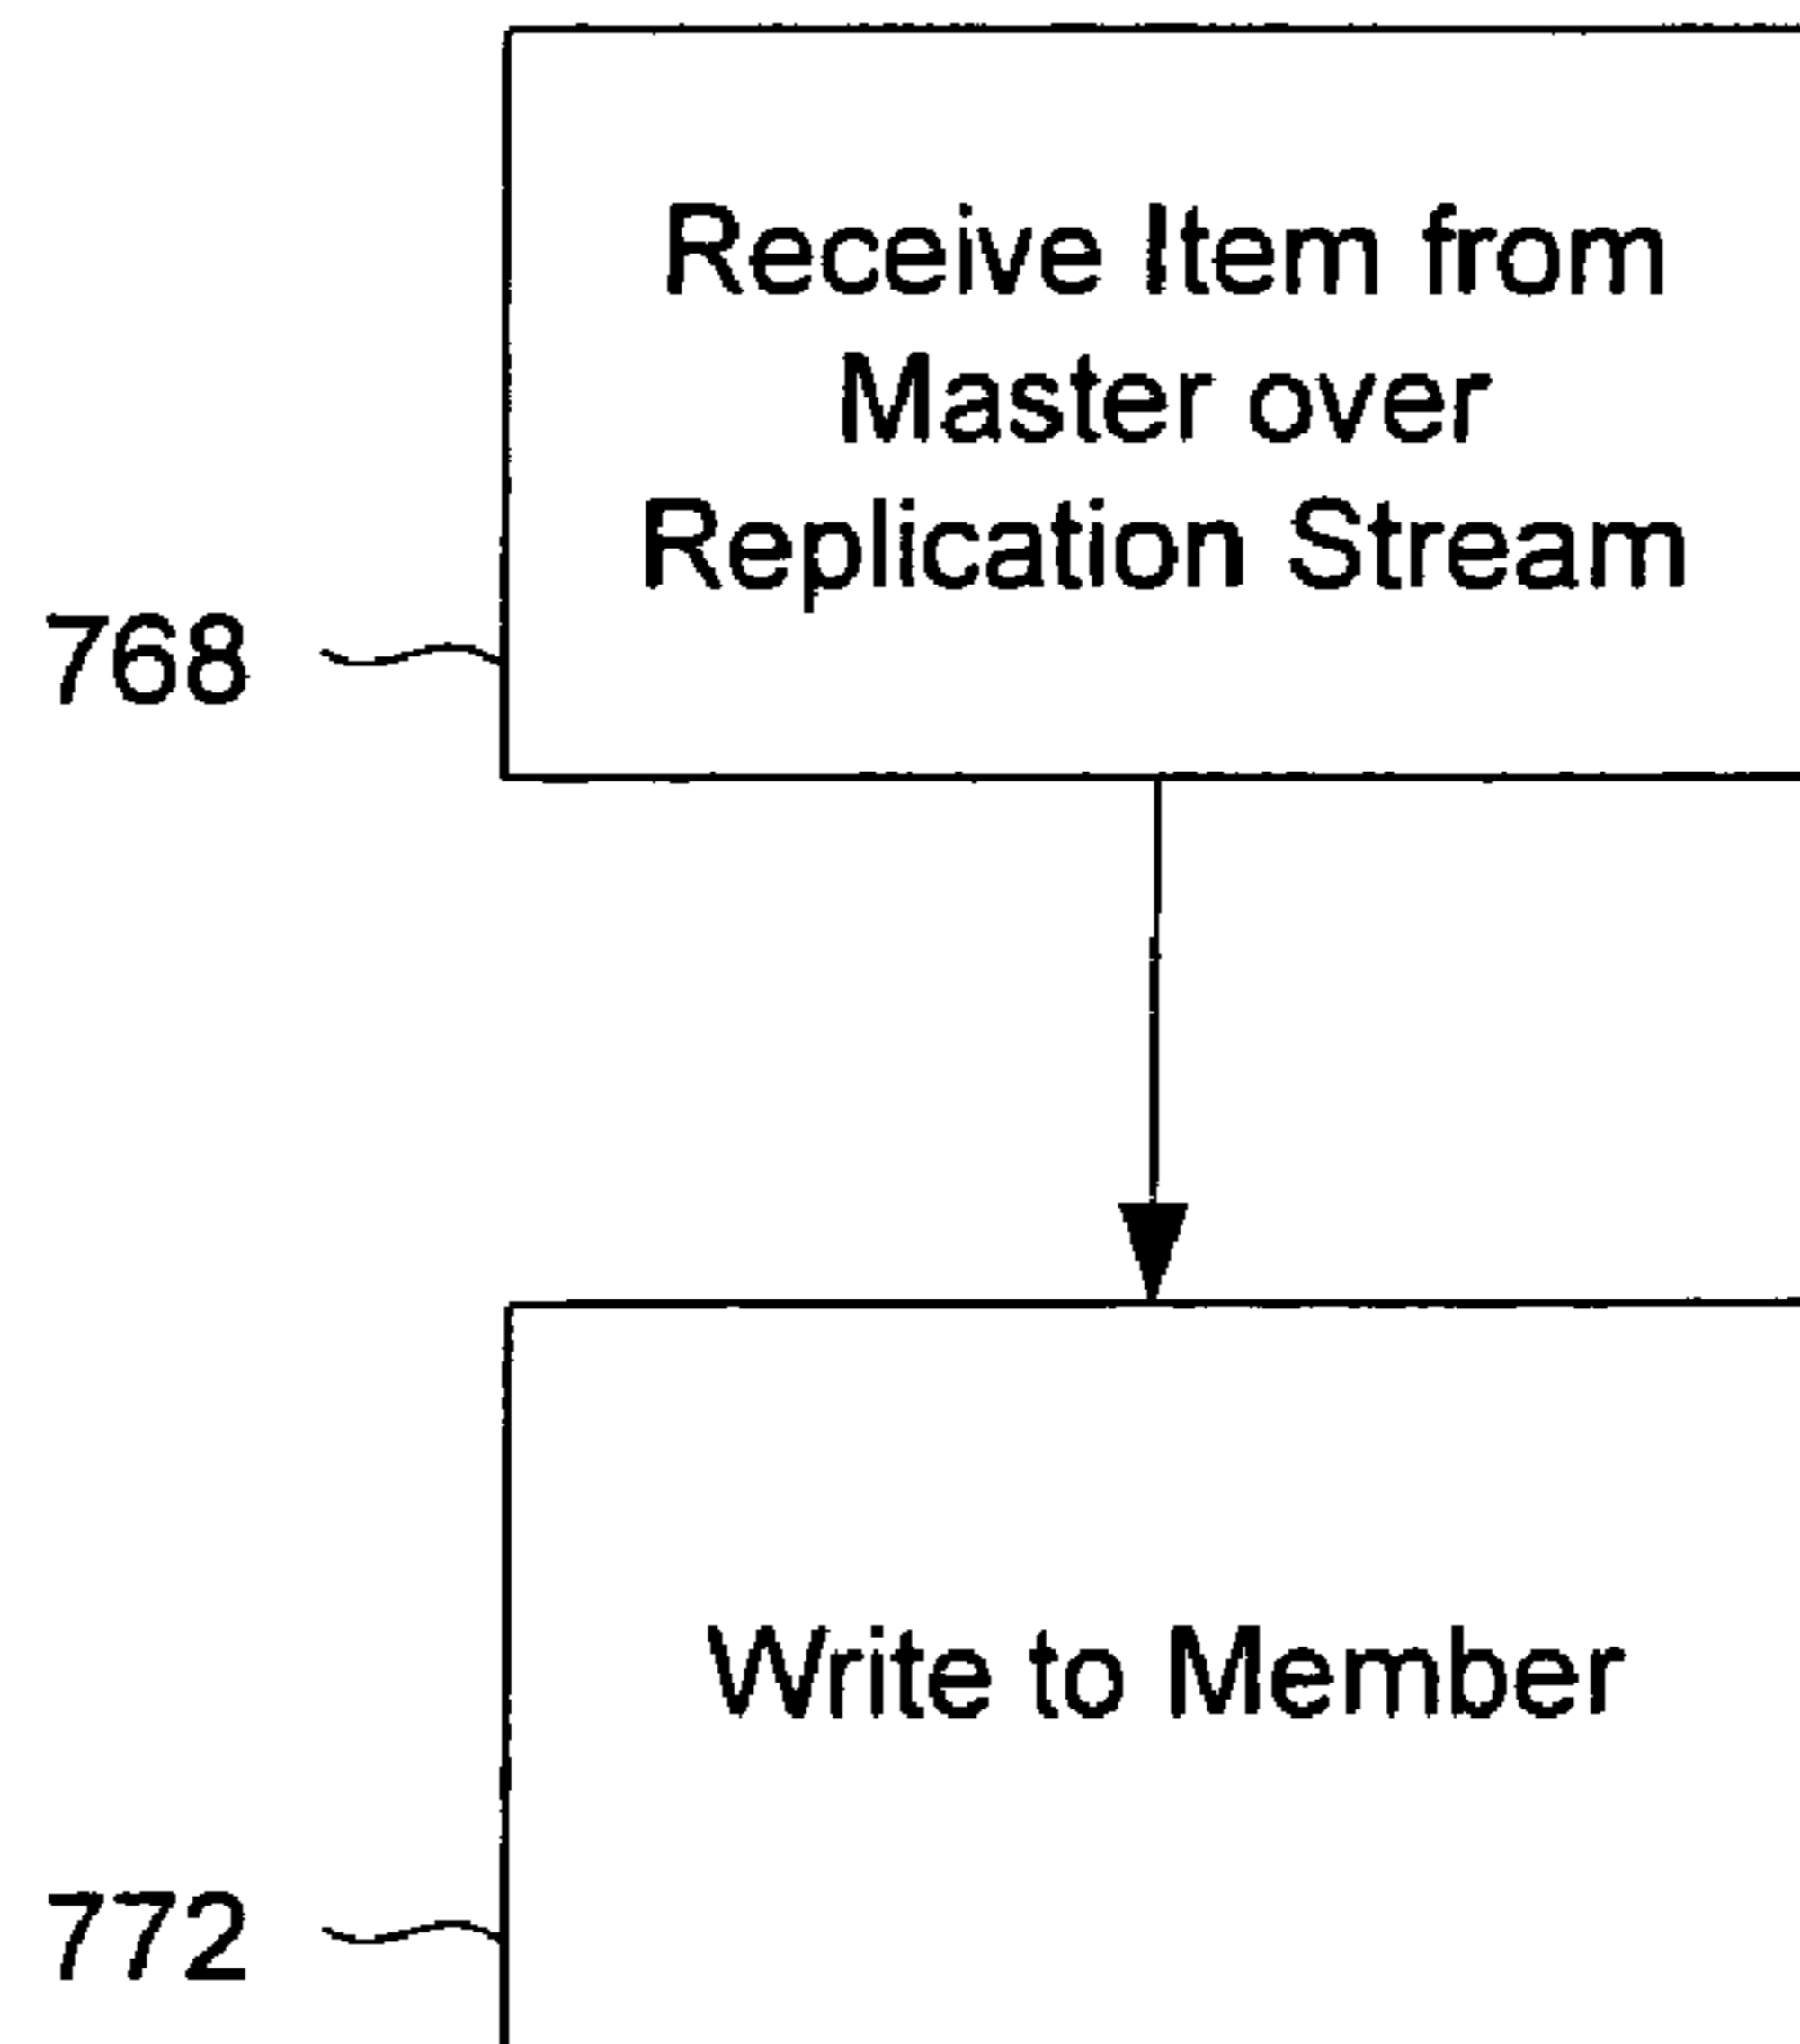 Receive Item from
Master over
Replication Stream
768
Write to Member
772